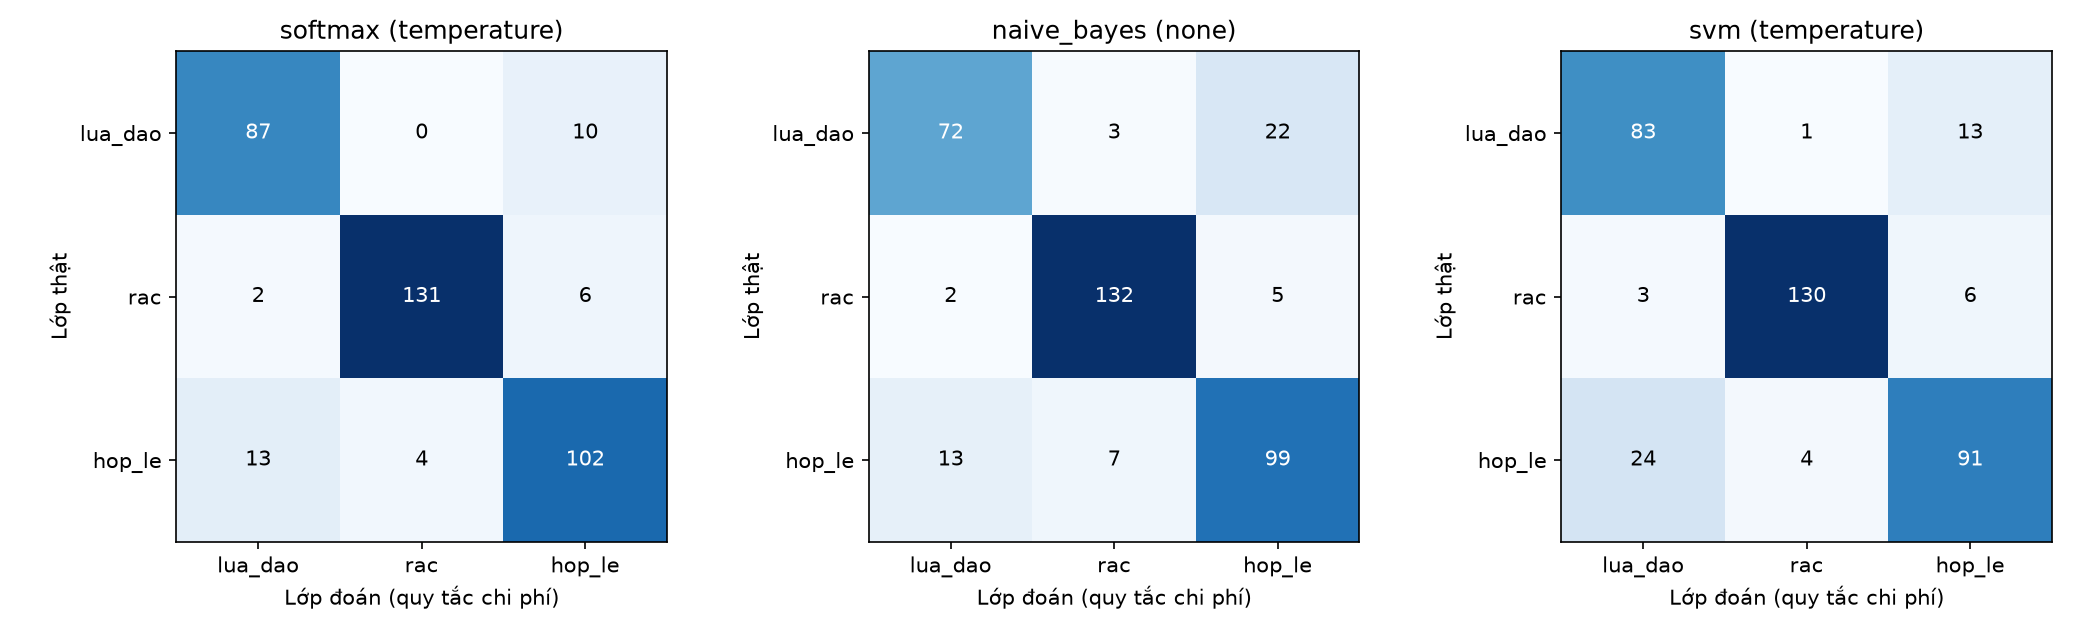 softmax (temperature)
lua_dao 87 0 10
rac 2 131 6
hop_le 13 4 102
lua_dao rac hop_le
Lớp đoán (quy tắc chi phí)
Lớp thật
naive_bayes (none)
lua_dao 72 3 22
rac 2 132 5
hop_le 13 7 99
lua_dao rac hop_le
Lớp đoán (quy tắc chi phí)
Lớp thật
svm (temperature)
lua_dao 83 1 13
rac 3 130 6
hop_le 24 4 91
lua_dao rac hop_le
Lớp đoán (quy tắc chi phí)
Lớp thật